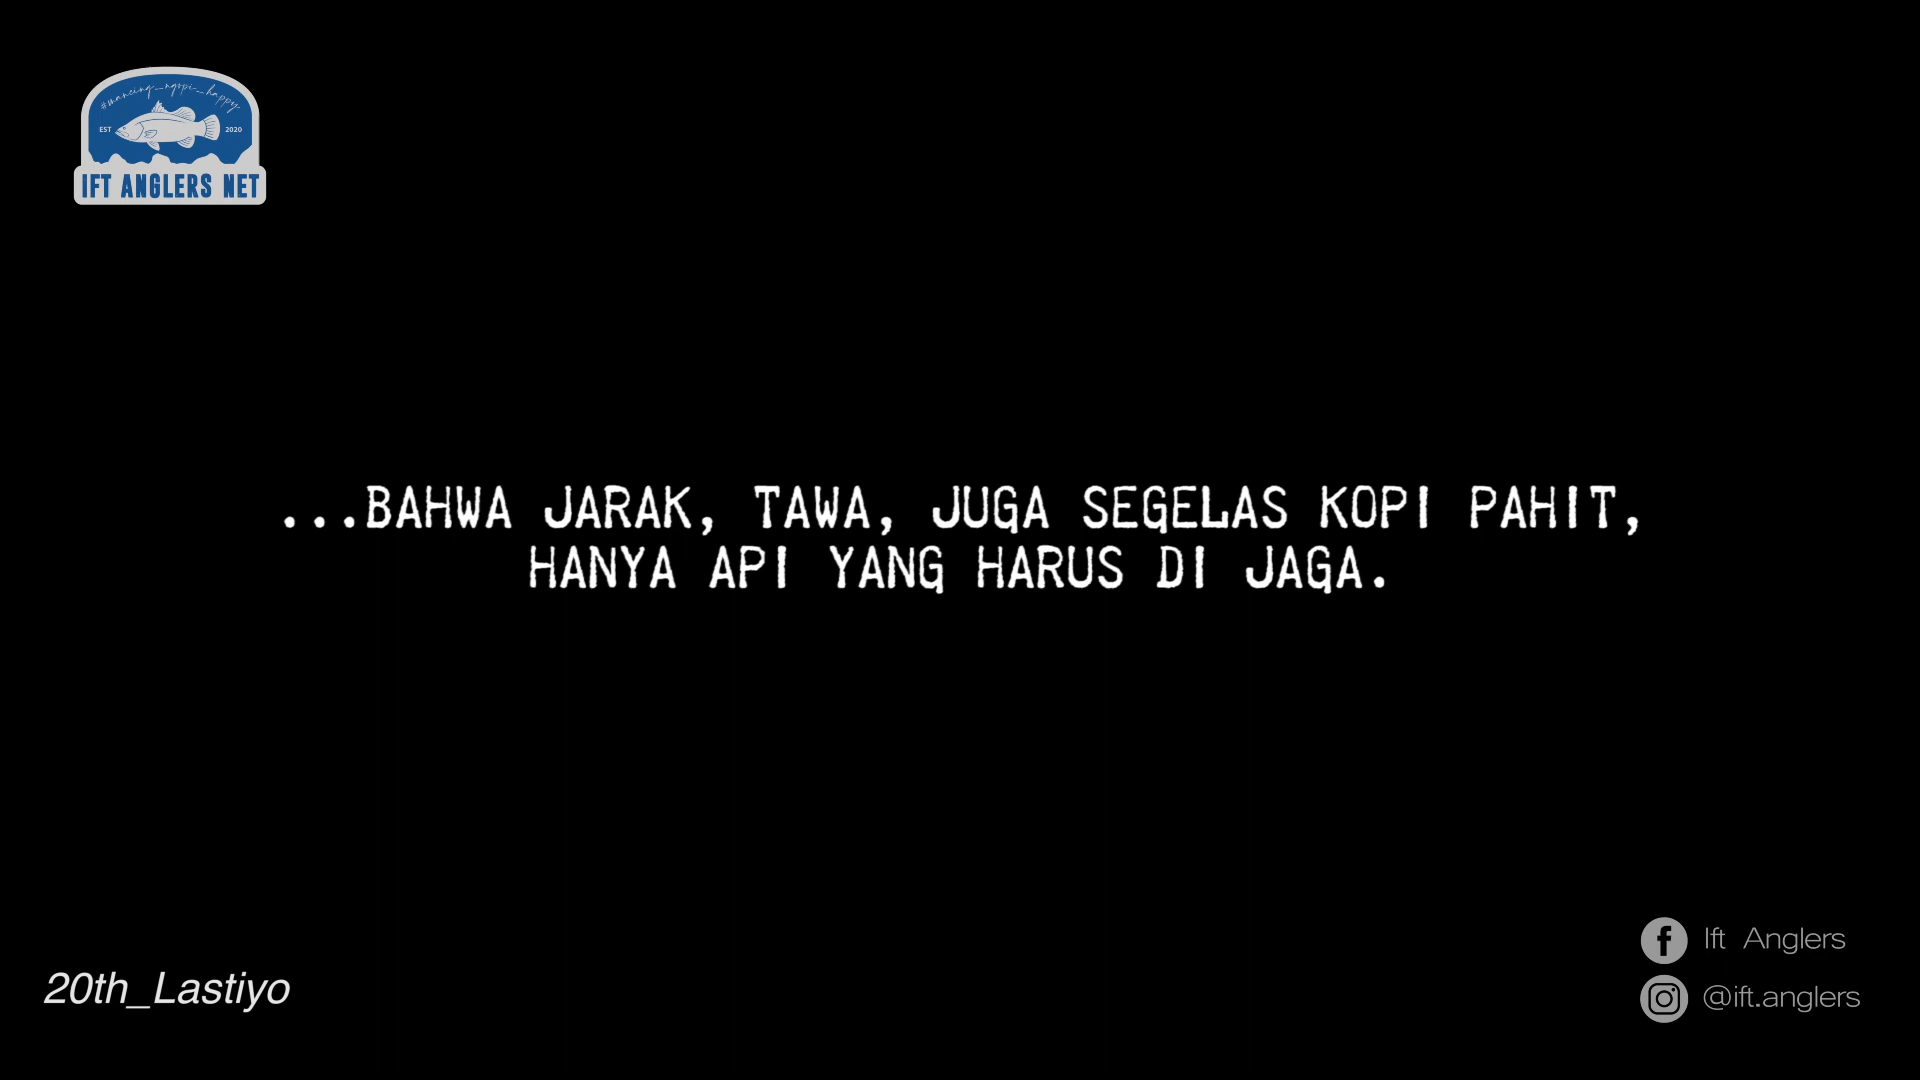 #mancing_ngopi_happy
EST 2020
IFT ANGLERS NET
...BAHWA JARAK, TAWA, JUGA SEGELAS KOPI PAHIT,
HANYA API YANG HARUS DI JAGA.
20th_Lastiyo
Ift Anglers
@ift.anglers